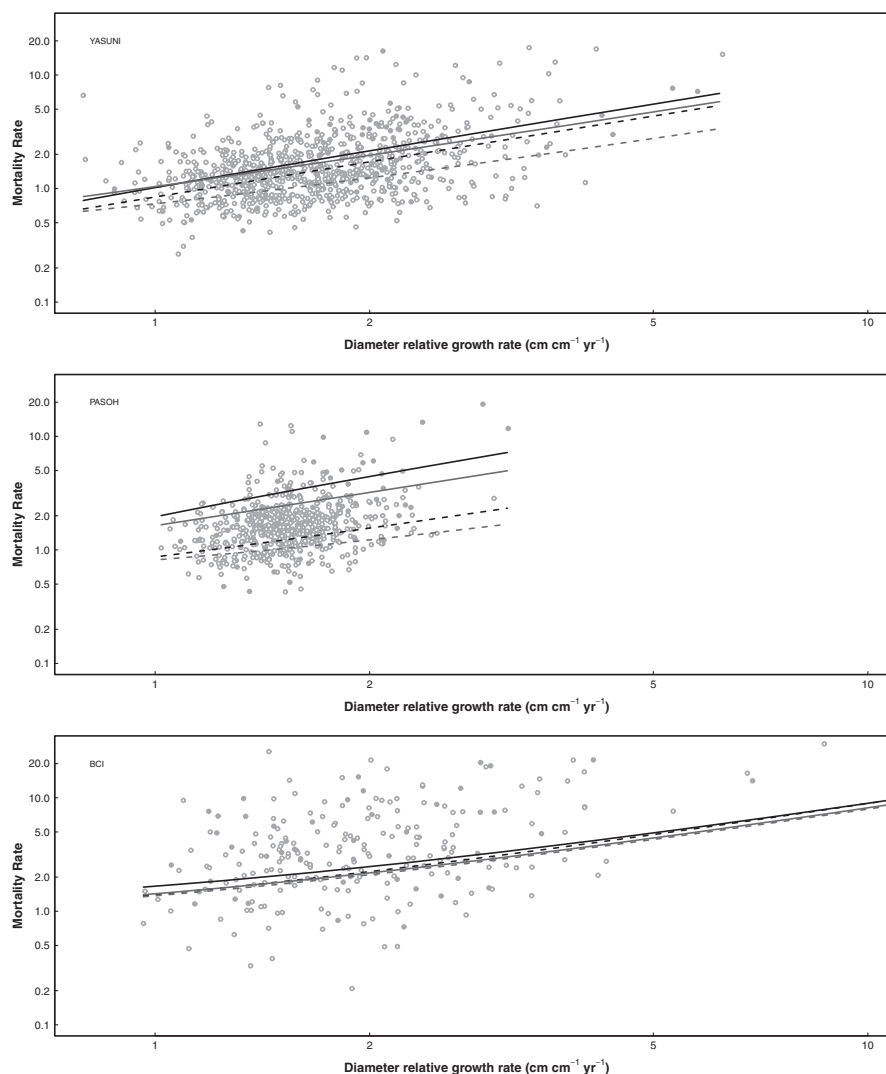 YASUNI
20.0
10.0
5.0
2.0
1.0
0.5
0.2
0.1
Mortality Rate
1 2 5 10
Diameter relative growth rate (cm cm⁻¹ yr⁻¹)
PASOH
20.0
10.0
5.0
2.0
1.0
0.5
0.2
0.1
Mortality Rate
1 2 5 10
Diameter relative growth rate (cm cm⁻¹ yr⁻¹)
BCI
20.0
10.0
5.0
2.0
1.0
0.5
0.2
0.1
Mortality Rate
1 2 5 10
Diameter relative growth rate (cm cm⁻¹ yr⁻¹)